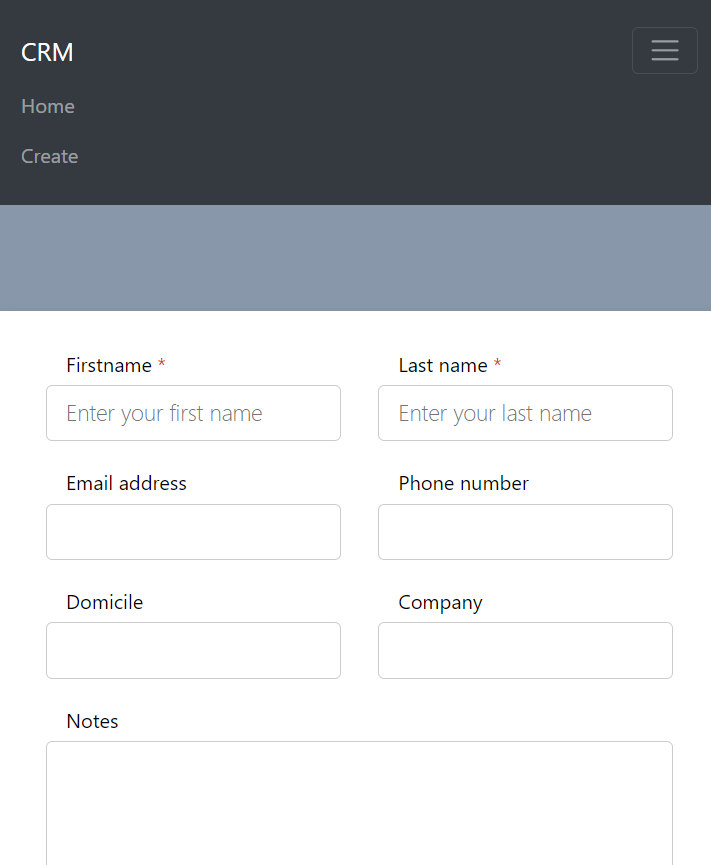 CRM
Home
Create
Firstname * Last name *
Enter your first name Enter your last name
Email address Phone number
Domicile Company
Notes